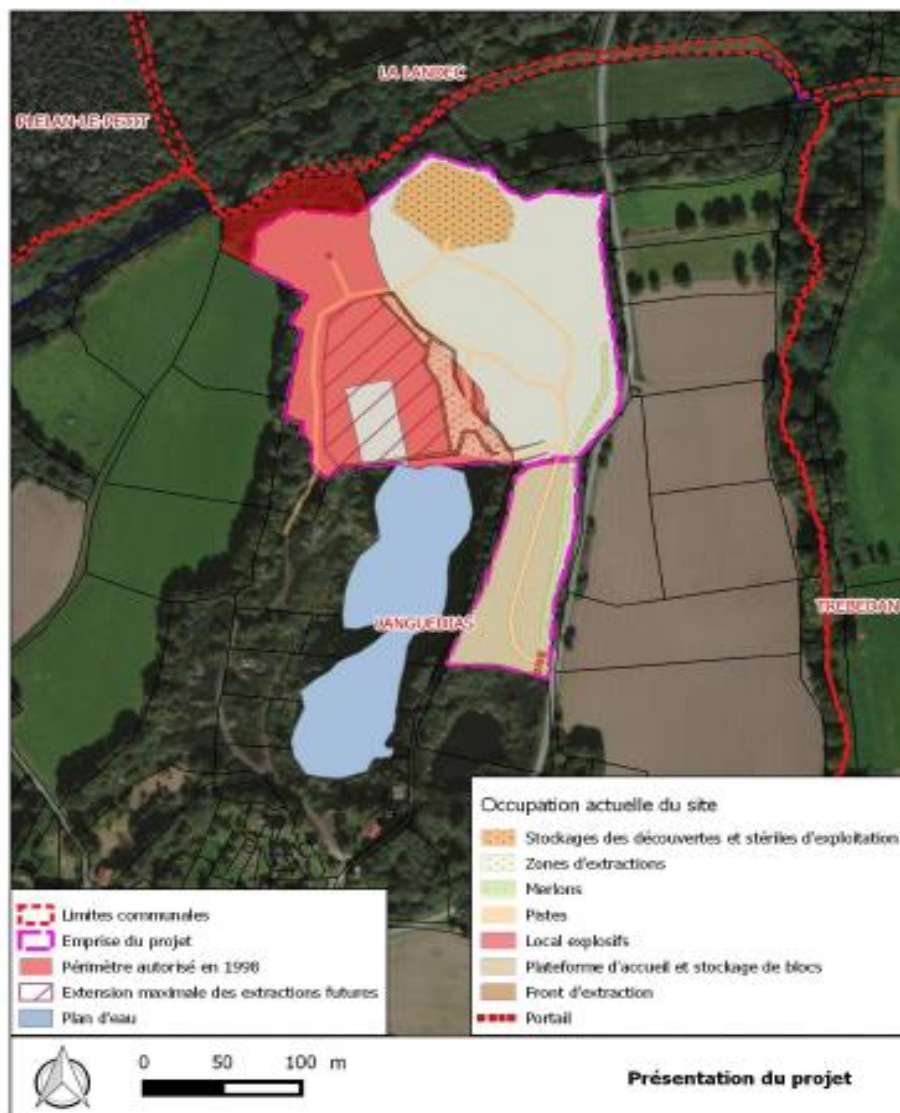 LA LANDEC
PLELAN-LE-PETIT
LANGUEDIAS
TREBEDAN
Occupation actuelle du site
Stockages des découvertes et stériles d'exploitation
Zones d'extractions
Merlons
Pistes
Local explosifs
Plateforme d'accueil et stockage de blocs
Front d'extraction
Portail
Limites communales
Emprise du projet
Périmètre autorisé en 1998
Extension maximale des extractions futures
Plan d'eau
0 50 100 m
Présentation du projet